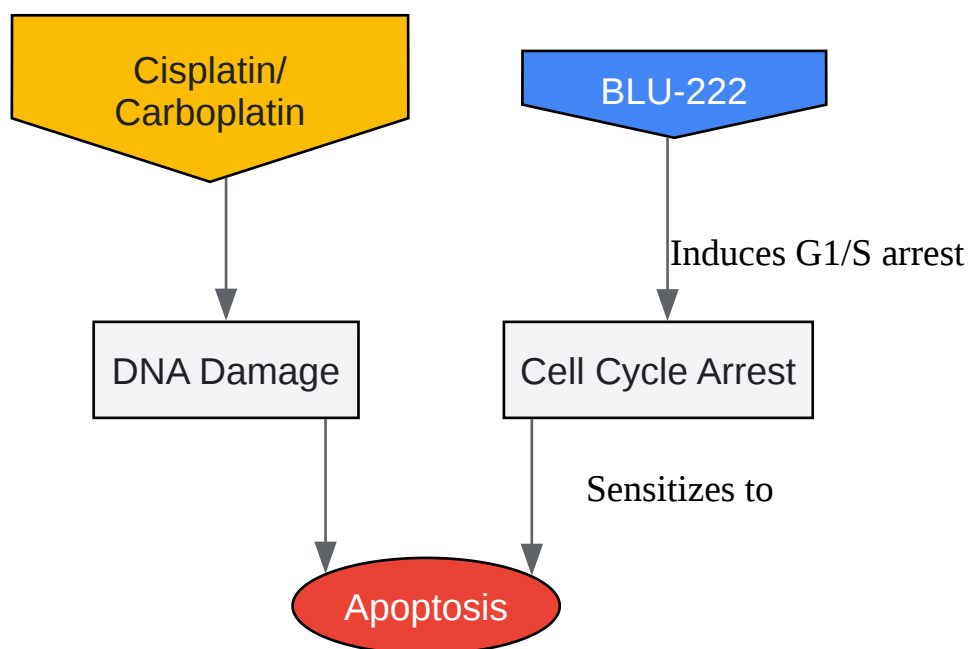 Cisplatin/
Carboplatin
BLU-222
Induces G1/S arrest
DNA Damage
Cell Cycle Arrest
Sensitizes to
Apoptosis